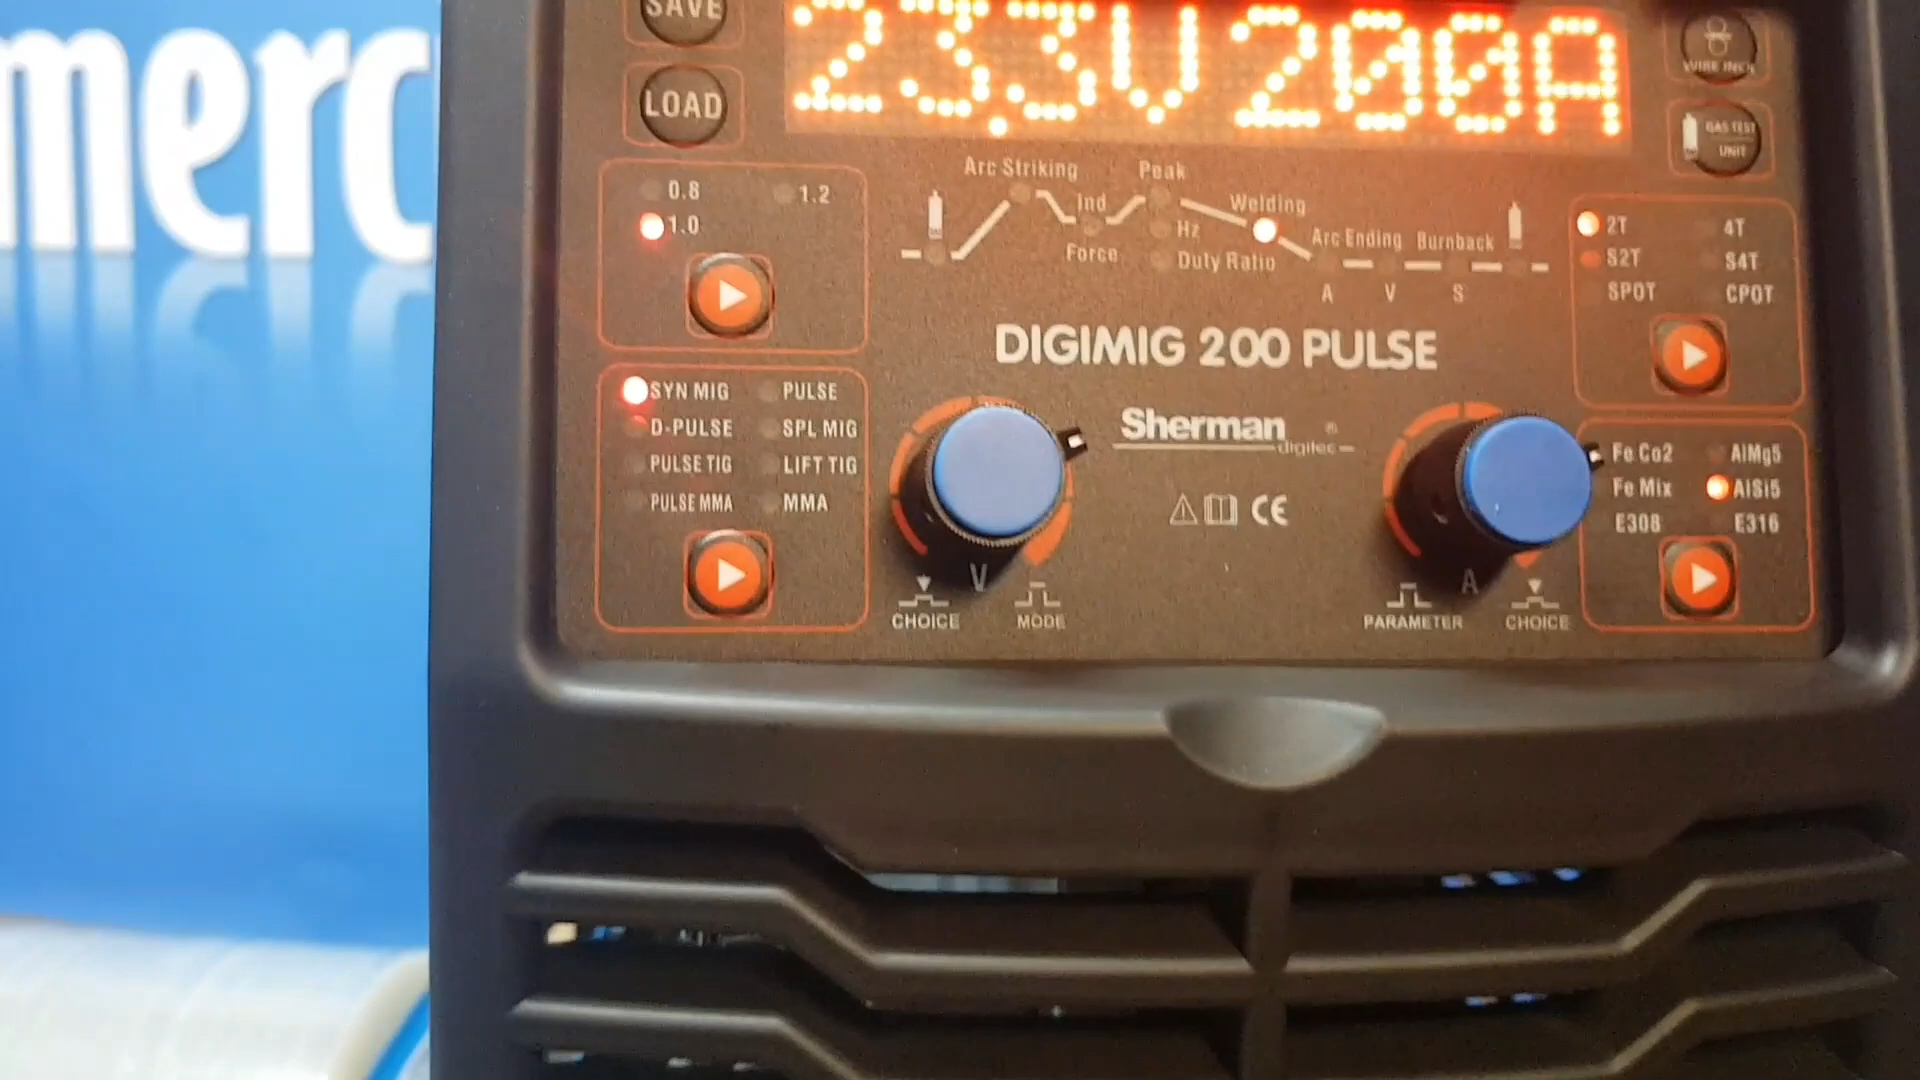 merc
SAVE
23.3V 200A
WIRE INCH
LOAD
GAS TEST
UNIT
0.8
1.2
1.0
Arc Striking
Peak
Ind
Force
Hz
Duty Ratio
Welding
Arc Ending
Burnback
A
V
S
2T
4T
S2T
S4T
SPOT
CPOT
DIGIMIG 200 PULSE
SYN MIG
PULSE
D-PULSE
SPL MIG
PULSE TIG
LIFT TIG
PULSE MMA
MMA
Sherman ®
digitec
CE
Fe Co2
AlMg5
Fe Mix
AlSi5
E308
E316
V
CHOICE
MODE
A
PARAMETER
CHOICE